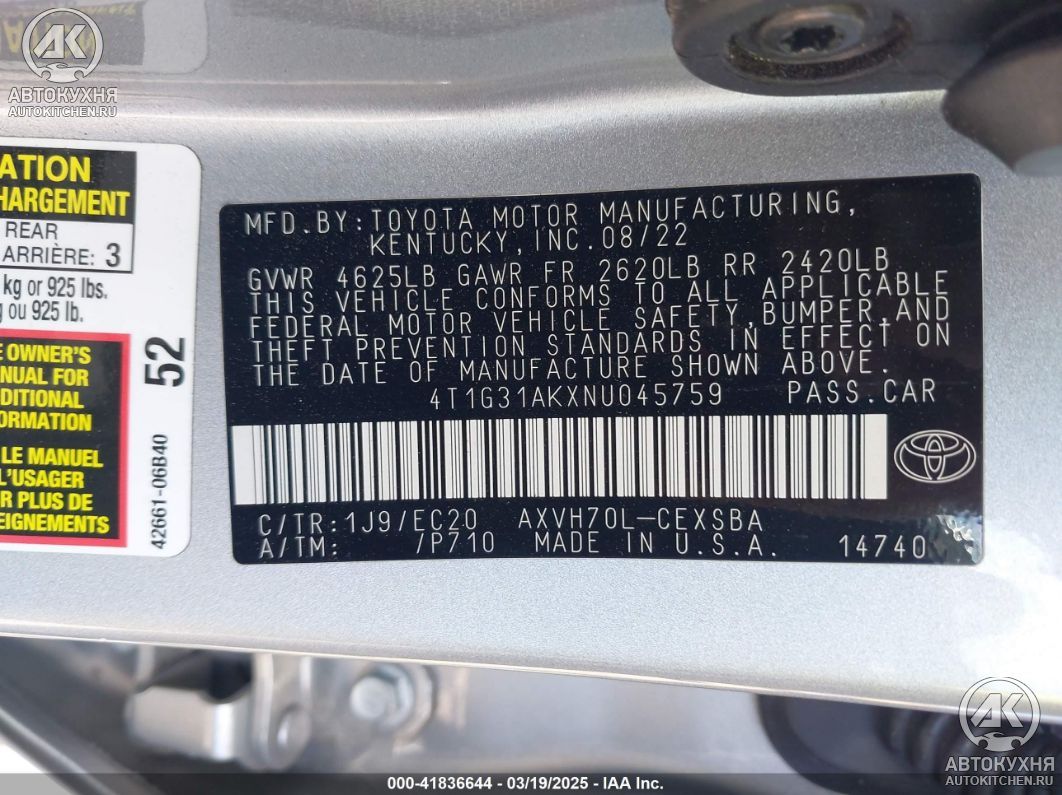 АВТОКУХНЯ
AUTOKITCHEN.RU
ATION
HARGEMENT
REAR
ARRIÈRE: 3
kg or 925 lbs.
ou 925 lb.
E OWNER'S
ANUAL FOR
DITIONAL
ORMATION
LE MANUEL
L'USAGER
R PLUS DE
EIGNEMENTS
52
42661-06B40
MFD.BY:TOYOTA MOTOR MANUFACTURING,
KENTUCKY,INC.08/22
GVWR 4625LB GAWR FR 2620LB RR 2420LB
THIS VEHICLE CONFORMS TO ALL APPLICABLE
FEDERAL MOTOR VEHICLE SAFETY,BUMPER,AND
THEFT PREVENTION STANDARDS IN EFFECT ON
THE DATE OF MANUFACTURE SHOWN ABOVE.
4T1G31AKXNU045759 PASS.CAR
C/TR:1J9/EC20 AXVH70L-CEXSBA
A/TM: /P710 MADE IN U.S.A. 14740
АВТОКУХНЯ
AUTOKITCHEN.RU
000-41836644 - 03/19/2025 - IAA Inc.